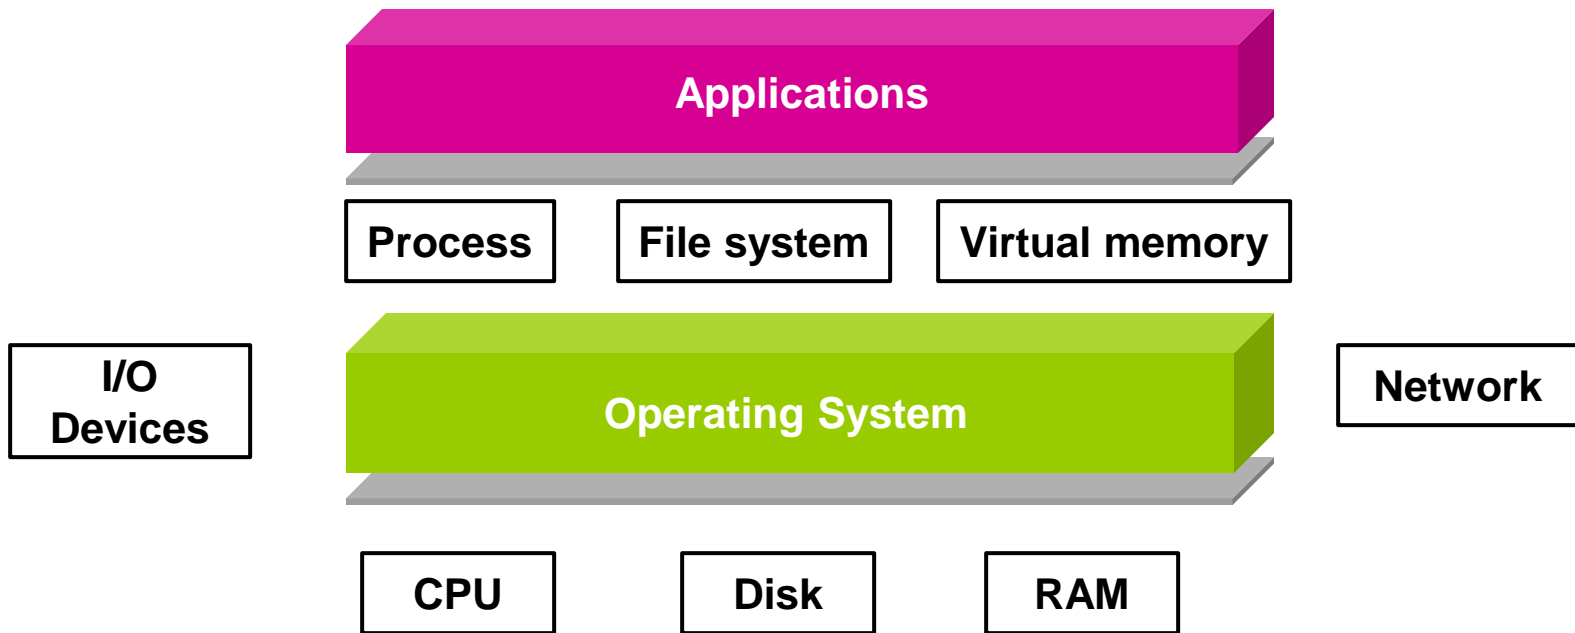 Applications
Process
File system
Virtual memory
I/O
Devices
Operating System
Network
CPU
Disk
RAM